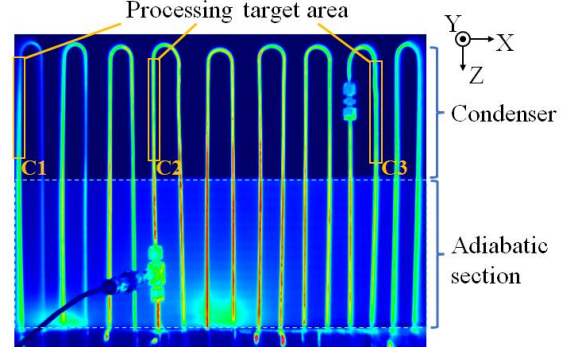 Processing target area
Y
X
Z
Condenser
C1
C2
C3
Adiabatic
section